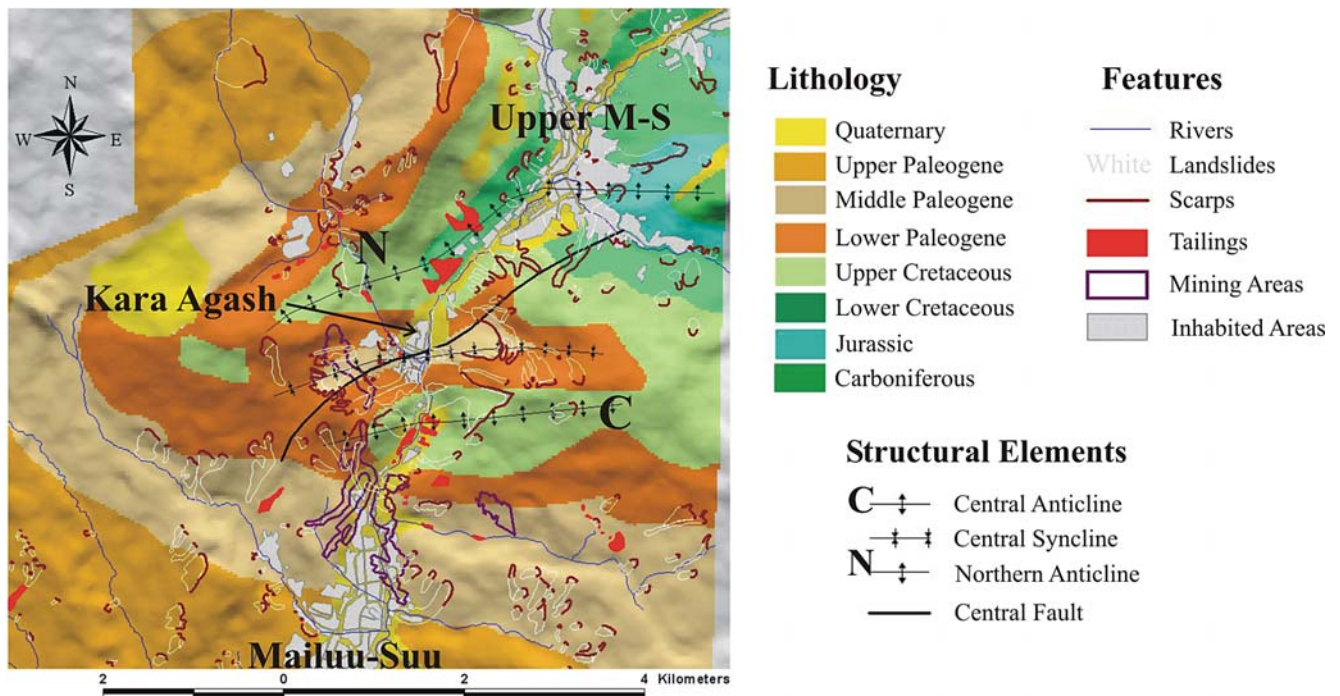 N
W E
S
Upper M-S
N
Kara Agash
C
Mailuu-Suu
2 0 2 4 Kilometers
Lithology
Quaternary
Upper Paleogene
Middle Paleogene
Lower Paleogene
Upper Cretaceous
Lower Cretaceous
Jurassic
Carboniferous
Features
Rivers
White Landslides
Scarps
Tailings
Mining Areas
Inhabited Areas
Structural Elements
C Central Anticline
Central Syncline
N Northern Anticline
Central Fault